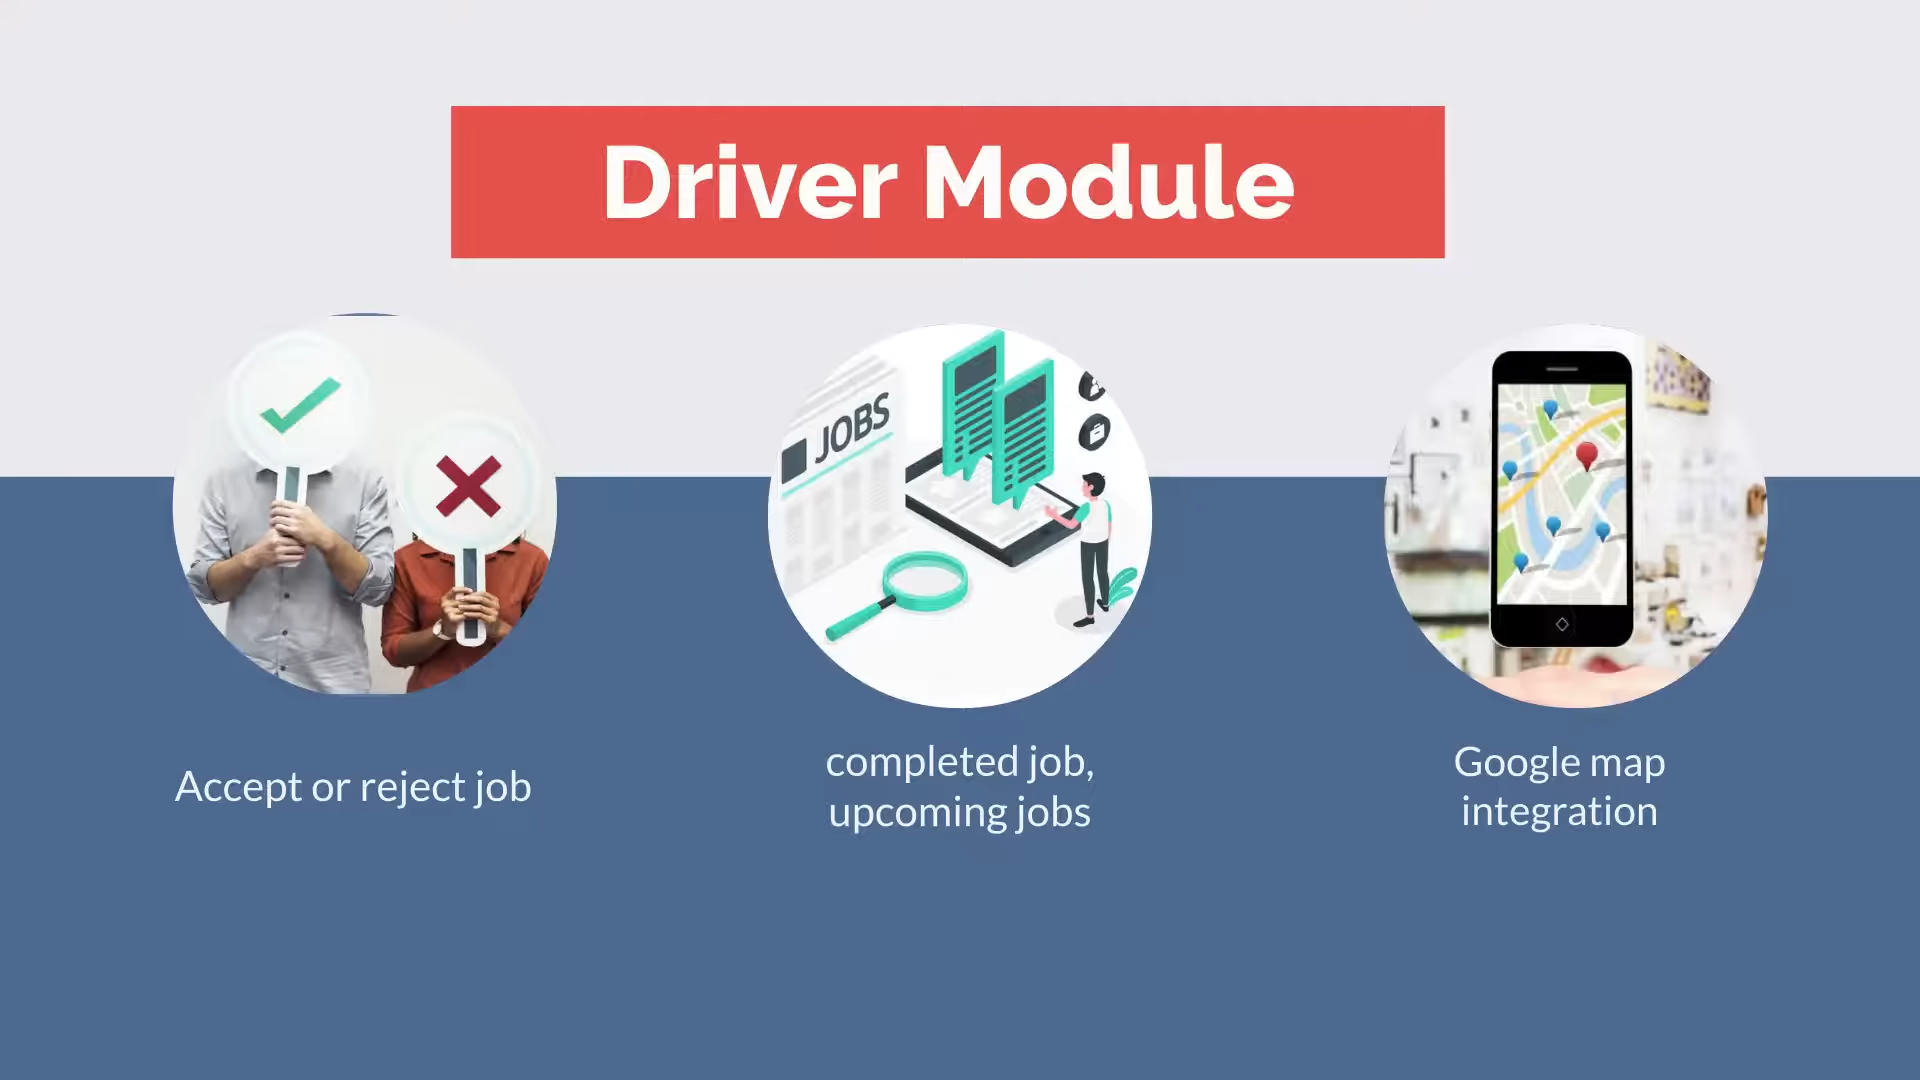 Driver Module
JOBS
Accept or reject job
completed job,
upcoming jobs
Google map
integration